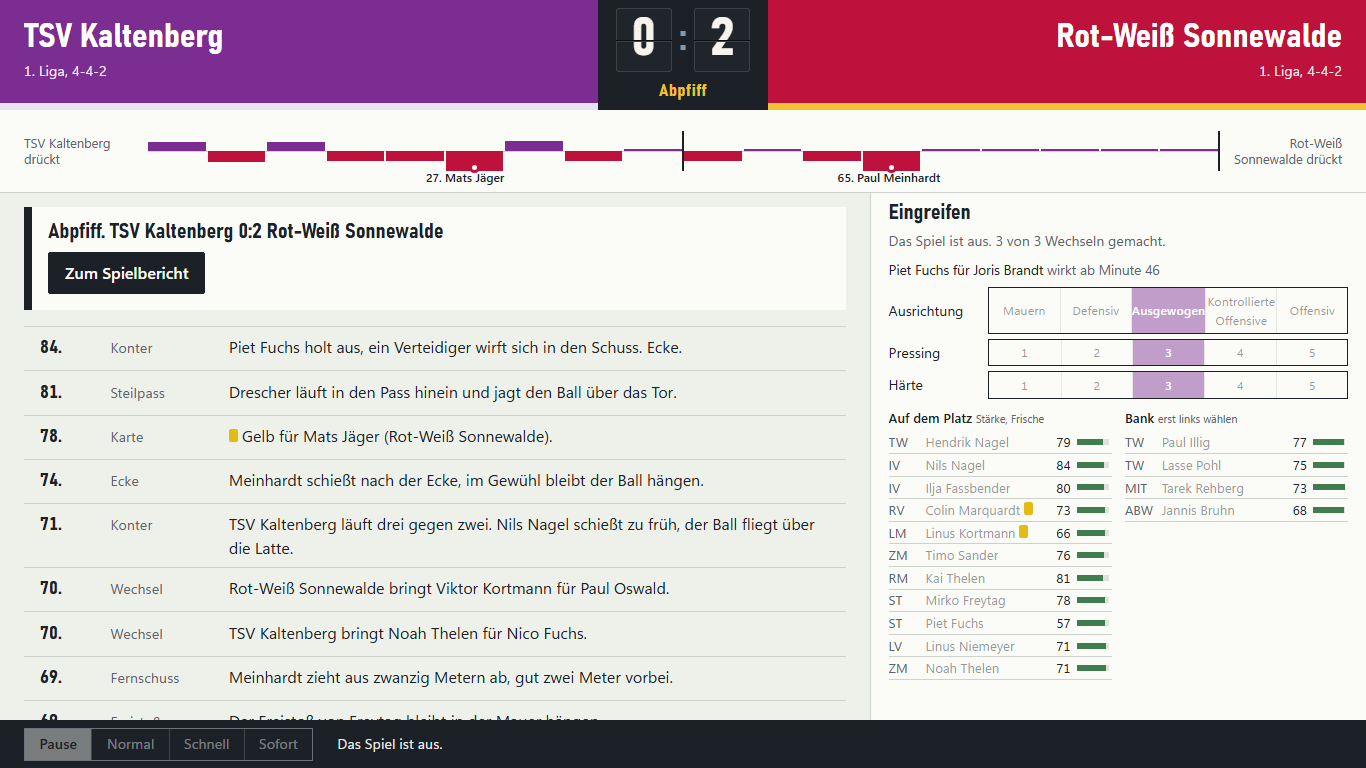 TSV Kaltenberg
1. Liga, 4-4-2
0 : 2
Abpfiff
Rot-Weiß Sonnewalde
1. Liga, 4-4-2
TSV Kaltenberg
drückt
27. Mats Jäger
65. Paul Meinhardt
Rot-Weiß
Sonnewalde drückt
Abpfiff. TSV Kaltenberg 0:2 Rot-Weiß Sonnewalde
Zum Spielbericht
84. Konter Piet Fuchs holt aus, ein Verteidiger wirft sich in den Schuss. Ecke.
81. Steilpass Drescher läuft in den Pass hinein und jagt den Ball über das Tor.
78. Karte Gelb für Mats Jäger (Rot-Weiß Sonnewalde).
74. Ecke Meinhardt schießt nach der Ecke, im Gewühl bleibt der Ball hängen.
71. Konter TSV Kaltenberg läuft drei gegen zwei. Nils Nagel schießt zu früh, der Ball fliegt über
die Latte.
70. Wechsel Rot-Weiß Sonnewalde bringt Viktor Kortmann für Paul Oswald.
70. Wechsel TSV Kaltenberg bringt Noah Thelen für Nico Fuchs.
69. Fernschuss Meinhardt zieht aus zwanzig Metern ab, gut zwei Meter vorbei.
Der Freistoß von Freytag bleibt in der Mauer hängen.
Eingreifen
Das Spiel ist aus. 3 von 3 Wechseln gemacht.
Piet Fuchs für Joris Brandt wirkt ab Minute 46
Ausrichtung Mauern Defensiv Ausgewogen Kontrollierte Offensive Offensiv
Pressing 1 2 3 4 5
Härte 1 2 3 4 5
Auf dem Platz Stärke, Frische
TW Hendrik Nagel 79
IV Nils Nagel 84
IV Ilja Fassbender 80
RV Colin Marquardt 73
LM Linus Kortmann 66
ZM Timo Sander 76
RM Kai Thelen 81
ST Mirko Freytag 78
ST Piet Fuchs 57
LV Linus Niemeyer 71
ZM Noah Thelen 71
Bank erst links wählen
TW Paul Illig 77
TW Lasse Pohl 75
MIT Tarek Rehberg 73
ABW Jannis Bruhn 68
Pause Normal Schnell Sofort Das Spiel ist aus.